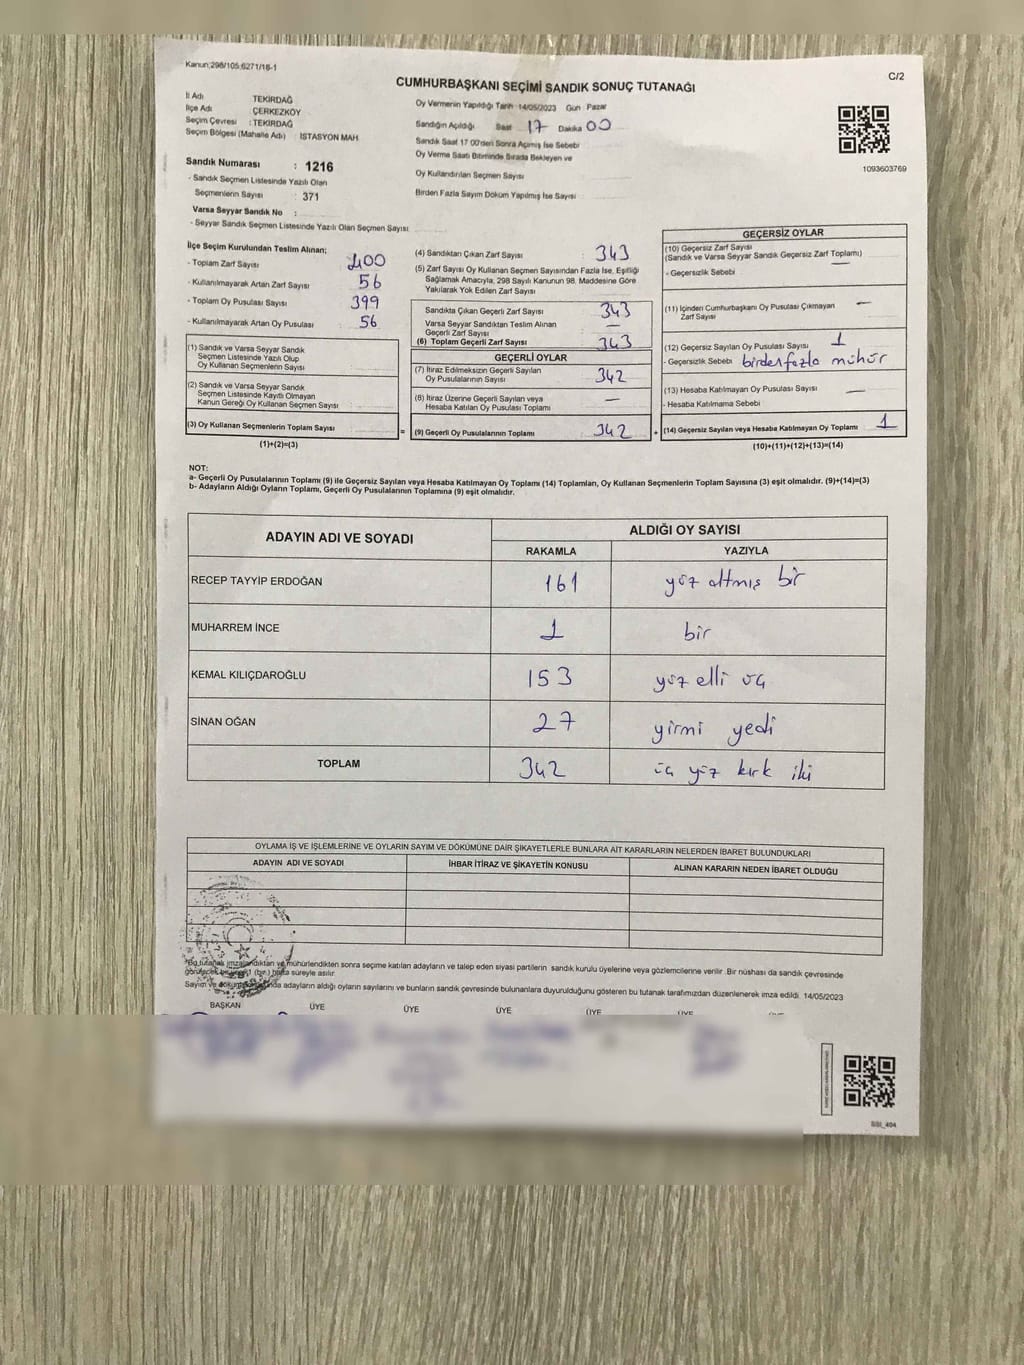 Kanun:298/105:6271/18-1
C/2
CUMHURBAŞKANI SEÇİMİ SANDIK SONUÇ TUTANAĞI
İl Adı TEKİRDAĞ
İlçe Adı ÇERKEZKÖY
Seçim Çevresi : TEKİRDAĞ
Seçim Bölgesi (Mahalle Adı) : İSTASYON MAH.
Sandık Numarası : 1216
- Sandık Seçmen Listesinde Yazılı Olan
Seçmenlerin Sayısı : 371
Varsa Seyyar Sandık No :
- Seyyar Sandık Seçmen Listesinde Yazılı Olan Seçmen Sayısı
Oy Vermenin Yapıldığı Tarih :14/05/2023 Gün : Pazar
Sandığın Açıldığı Saat 17 Dakika 00
Sandık Saat 17:00'den Sonra Açılmış İse Sebebi
Oy Verme Saati Bitiminde Sırada Bekleyen ve
Oy Kullandırılan Seçmen Sayısı
Birden Fazla Sayım Döküm Yapılmış İse Sayısı :
1093603769
İlçe Seçim Kurulundan Teslim Alınan;
- Toplam Zarf Sayısı 400
- Kullanılmayarak Artan Zarf Sayısı 56
- Toplam Oy Pusulası Sayısı 399
- Kullanılmayarak Artan Oy Pusulası : 56
(1) Sandık ve Varsa Seyyar Sandık
Seçmen Listesinde Yazılı Olup
Oy Kullanan Seçmenlerin Sayısı
(2) Sandık ve Varsa Seyyar Sandık
Seçmen Listesinde Kayıtlı Olmayan
Kanun Gereği Oy Kullanan Seçmen Sayısı
(3) Oy Kullanan Seçmenlerin Toplam Sayısı =
(1)+(2)=(3)
(4) Sandıktan Çıkan Zarf Sayısı : 343
(5) Zarf Sayısı Oy Kullanan Seçmen Sayısından Fazla İse, Eşitliği
Sağlamak Amacıyla, 298 Sayılı Kanunun 98. Maddesine Göre
Yakılarak Yok Edilen Zarf Sayısı
Sandıkta Çıkan Geçerli Zarf Sayısı 343
Varsa Seyyar Sandıktan Teslim Alınan
Geçerli Zarf Sayısı : —
(6) Toplam Geçerli Zarf Sayısı : 343
GEÇERLİ OYLAR
(7) İtiraz Edilmeksizin Geçerli Sayılan
Oy Pusulalarının Sayısı 342
(8) İtiraz Üzerine Geçerli Sayılan veya
Hesaba Katılan Oy Pusulası Toplamı —
(9) Geçerli Oy Pusulalarının Toplamı 342 +
GEÇERSİZ OYLAR
(10) Geçersiz Zarf Sayısı
(Sandık ve Varsa Seyyar Sandık Geçersiz Zarf Toplamı) —
- Geçersizlik Sebebi
(11) İçinden Cumhurbaşkanı Oy Pusulası Çıkmayan
Zarf Sayısı —
(12) Geçersiz Sayılan Oy Pusulası Sayısı 1
- Geçersizlik Sebebi birden fazla mühür
(13) Hesaba Katılmayan Oy Pusulası Sayısı —
- Hesaba Katılmama Sebebi
(14) Geçersiz Sayılan veya Hesaba Katılmayan Oy Toplamı 1
(10)+(11)+(12)+(13)=(14)
NOT:
a- Geçerli Oy Pusulalarının Toplamı (9) ile Geçersiz Sayılan veya Hesaba Katılmayan Oy Toplamı (14) Toplamları, Oy Kullanan Seçmenlerin Toplam Sayısına (3) eşit olmalıdır. (9)+(14)=(3)
b- Adayların Aldığı Oyların Toplamı, Geçerli Oy Pusulalarının Toplamına (9) eşit olmalıdır.
ADAYIN ADI VE SOYADI ALDIĞI OY SAYISI
RAKAMLA YAZIYLA
RECEP TAYYİP ERDOĞAN 161 yüz altmış bir
MUHARREM İNCE 1 bir
KEMAL KILIÇDAROĞLU 153 yüz elli üç
SİNAN OĞAN 27 yirmi yedi
TOPLAM 342 üç yüz kırk iki
OYLAMA İŞ VE İŞLEMLERİNE VE OYLARIN SAYIM VE DÖKÜMÜNE DAİR ŞİKAYETLERLE BUNLARA AİT KARARLARIN NELERDEN İBARET BULUNDUKLARI
ADAYIN ADI VE SOYADI İHBAR İTİRAZ VE ŞİKAYETİN KONUSU ALINAN KARARIN NEDEN İBARET OLDUĞU
*Bu tutanak imzalandıktan ve mühürlendikten sonra seçime katılan adayların ve talep eden siyasi partilerin sandık kurulu üyelerine veya gözlemcilerine verilir. Bir nüshası da sandık çevresinde
görülecek bir yere 1 (bir) hafta süreyle asılır.
Sayım ve dökümü adayların aldığı oyların sayılarını ve bunların sandık çevresinde bulunanlara duyurulduğunu gösteren bu tutanak tarafımızdan düzenlenerek imza edildi. 14/05/2023
BAŞKAN ÜYE ÜYE ÜYE ÜYE ÜYE
BSI_404